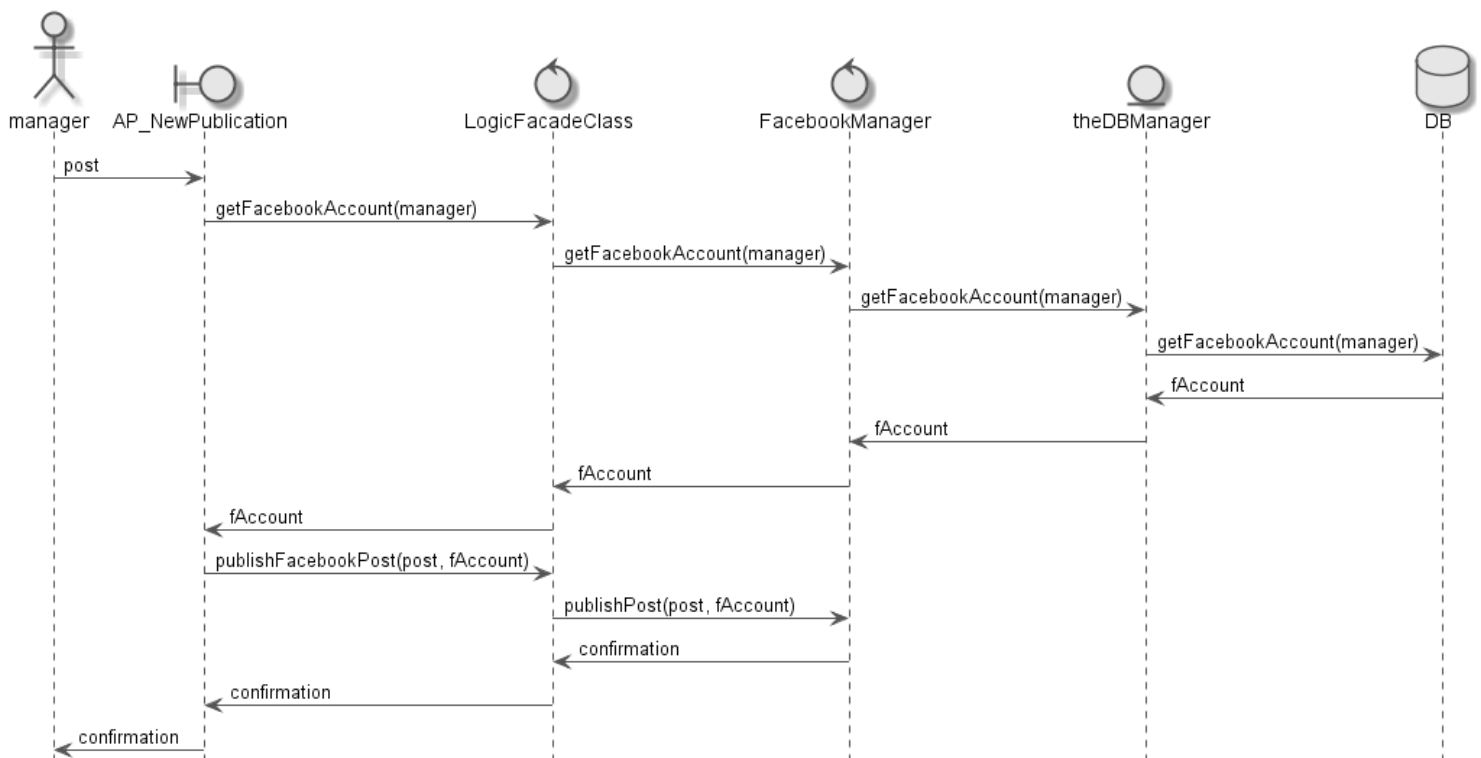 manager AP_NewPublication LogicFacadeClass FacebookManager theDBManager DB
post
getFacebookAccount(manager)
getFacebookAccount(manager)
getFacebookAccount(manager)
getFacebookAccount(manager)
fAccount
fAccount
fAccount
fAccount
publishFacebookPost(post, fAccount)
publishPost(post, fAccount)
confirmation
confirmation
confirmation